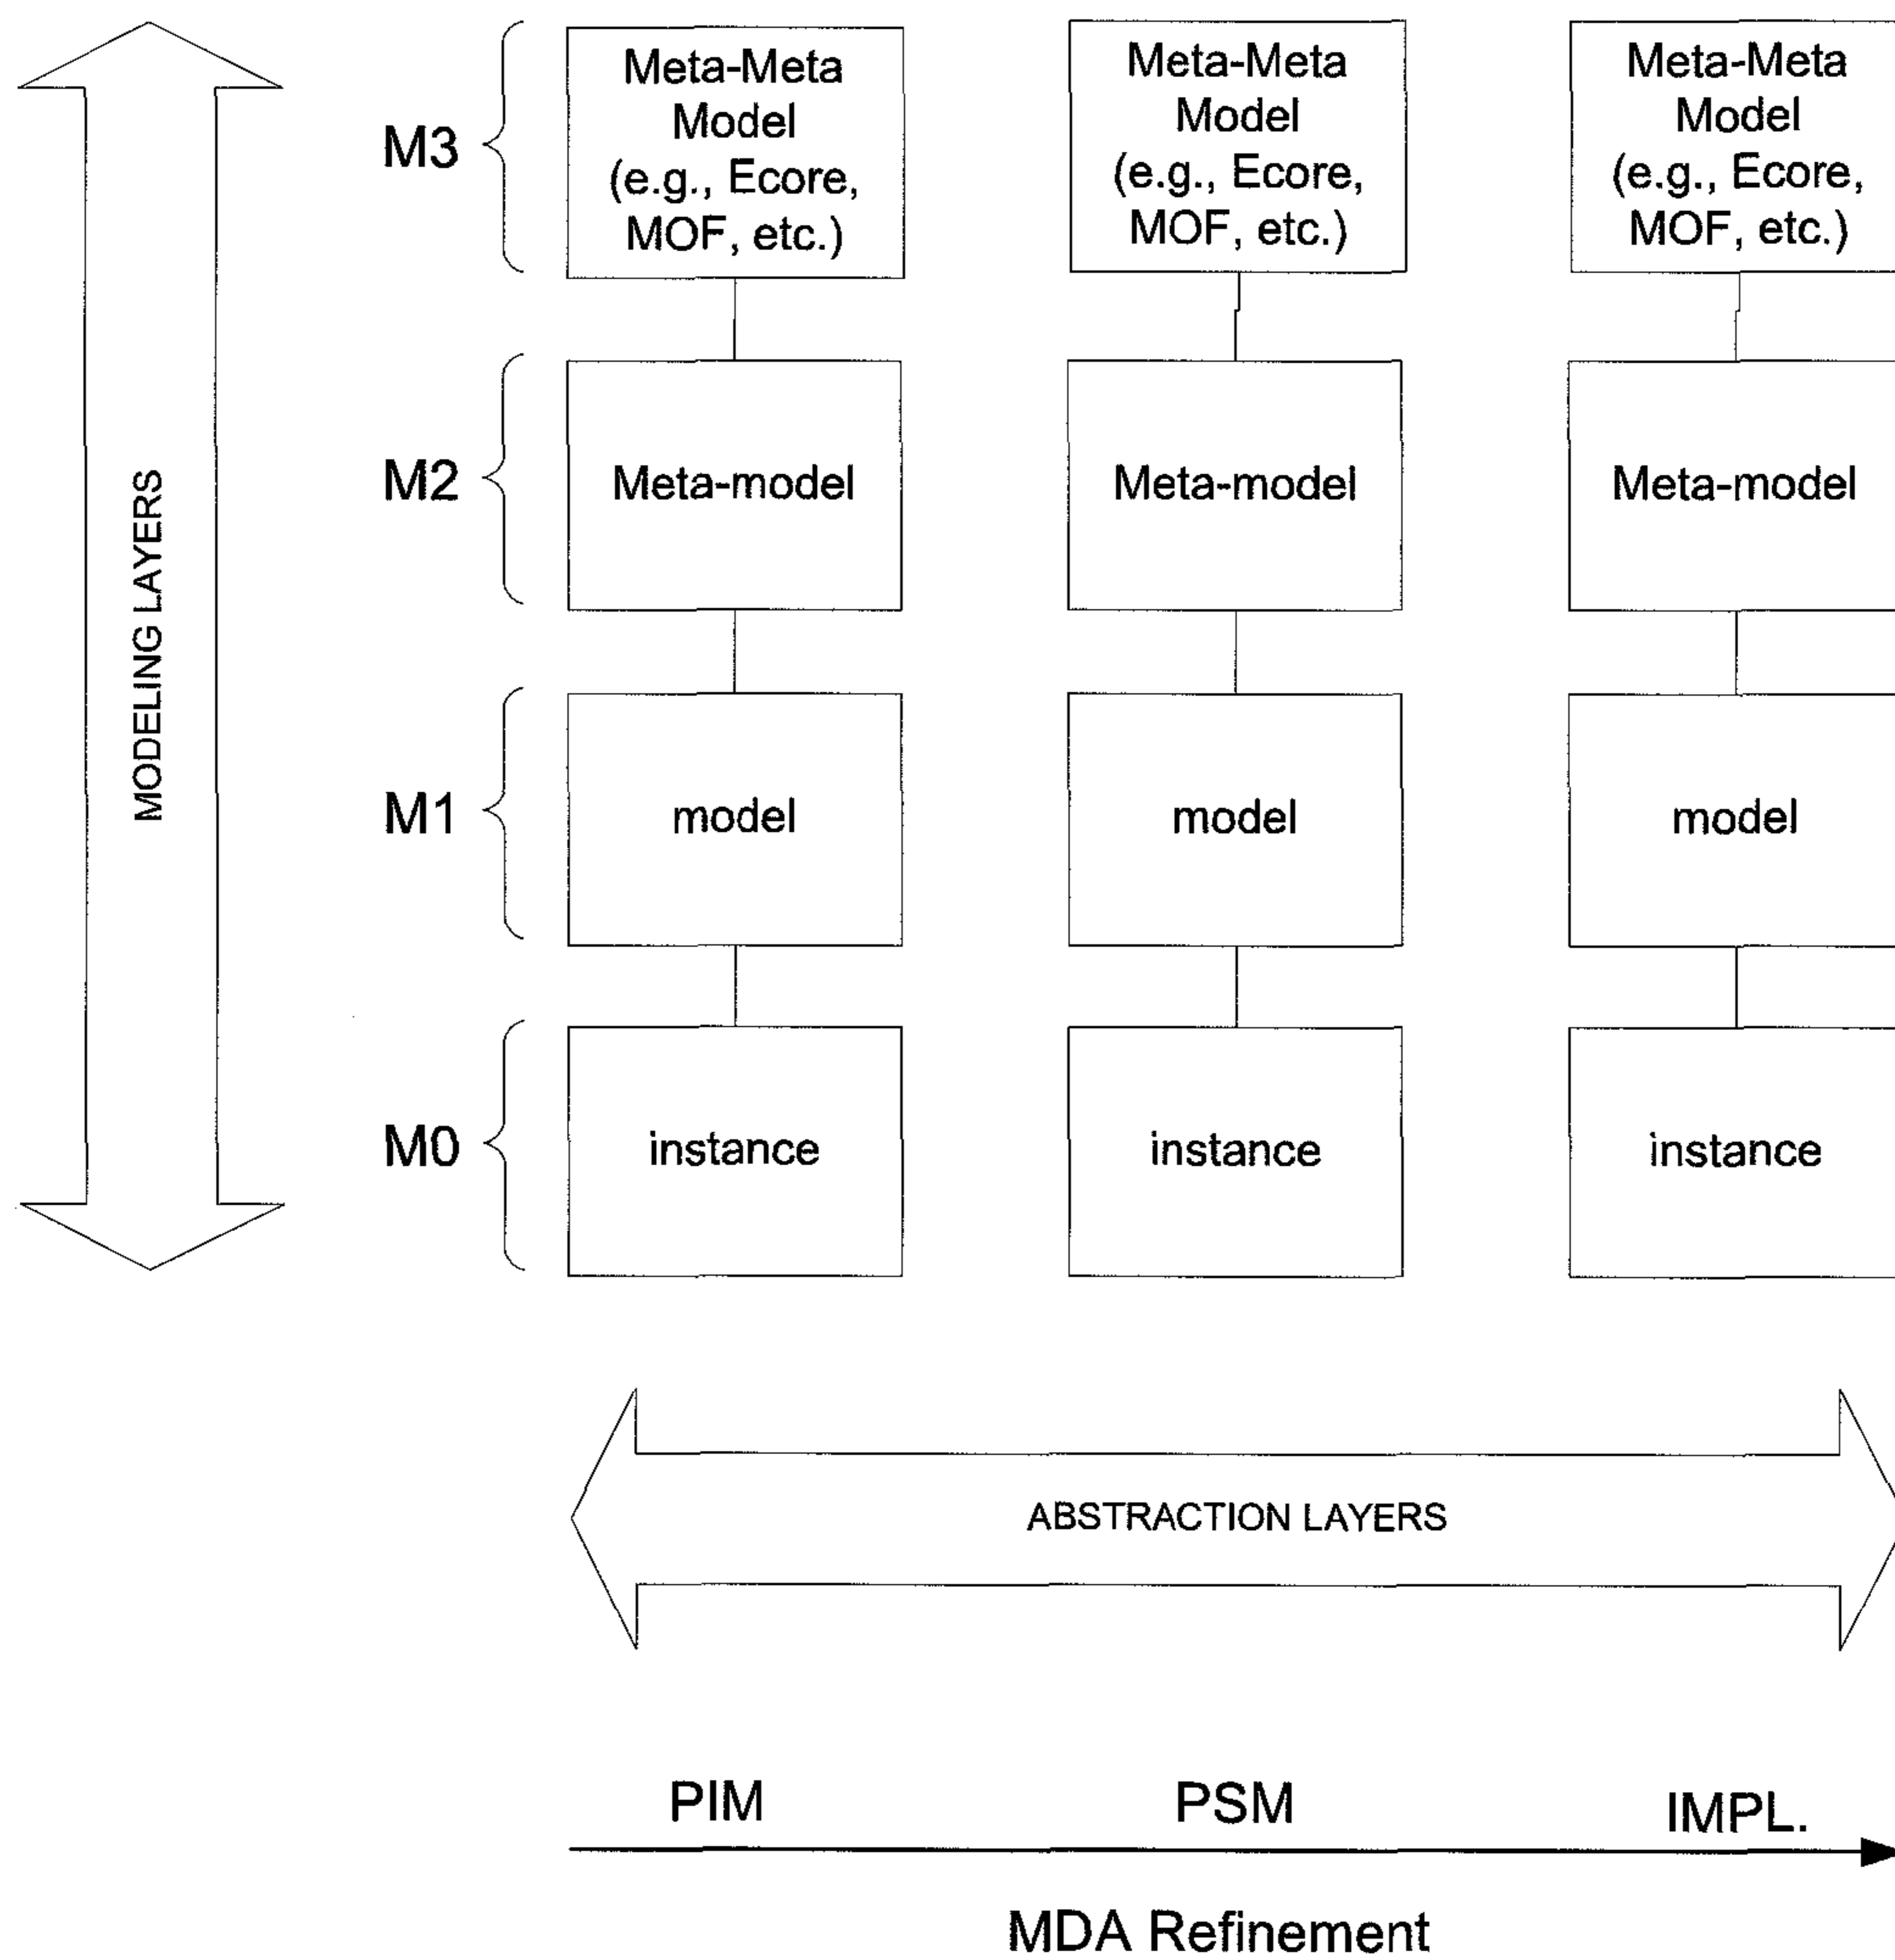 MODELING LAYERS
M3
Meta-Meta
Model
(e.g., Ecore,
MOF, etc.)
Meta-Meta
Model
(e.g., Ecore,
MOF, etc.)
Meta-Meta
Model
(e.g., Ecore,
MOF, etc.)
M2
Meta-model
Meta-model
Meta-model
M1
model
model
model
M0
instance
instance
instance
ABSTRACTION LAYERS
PIM
PSM
IMPL.
MDA Refinement